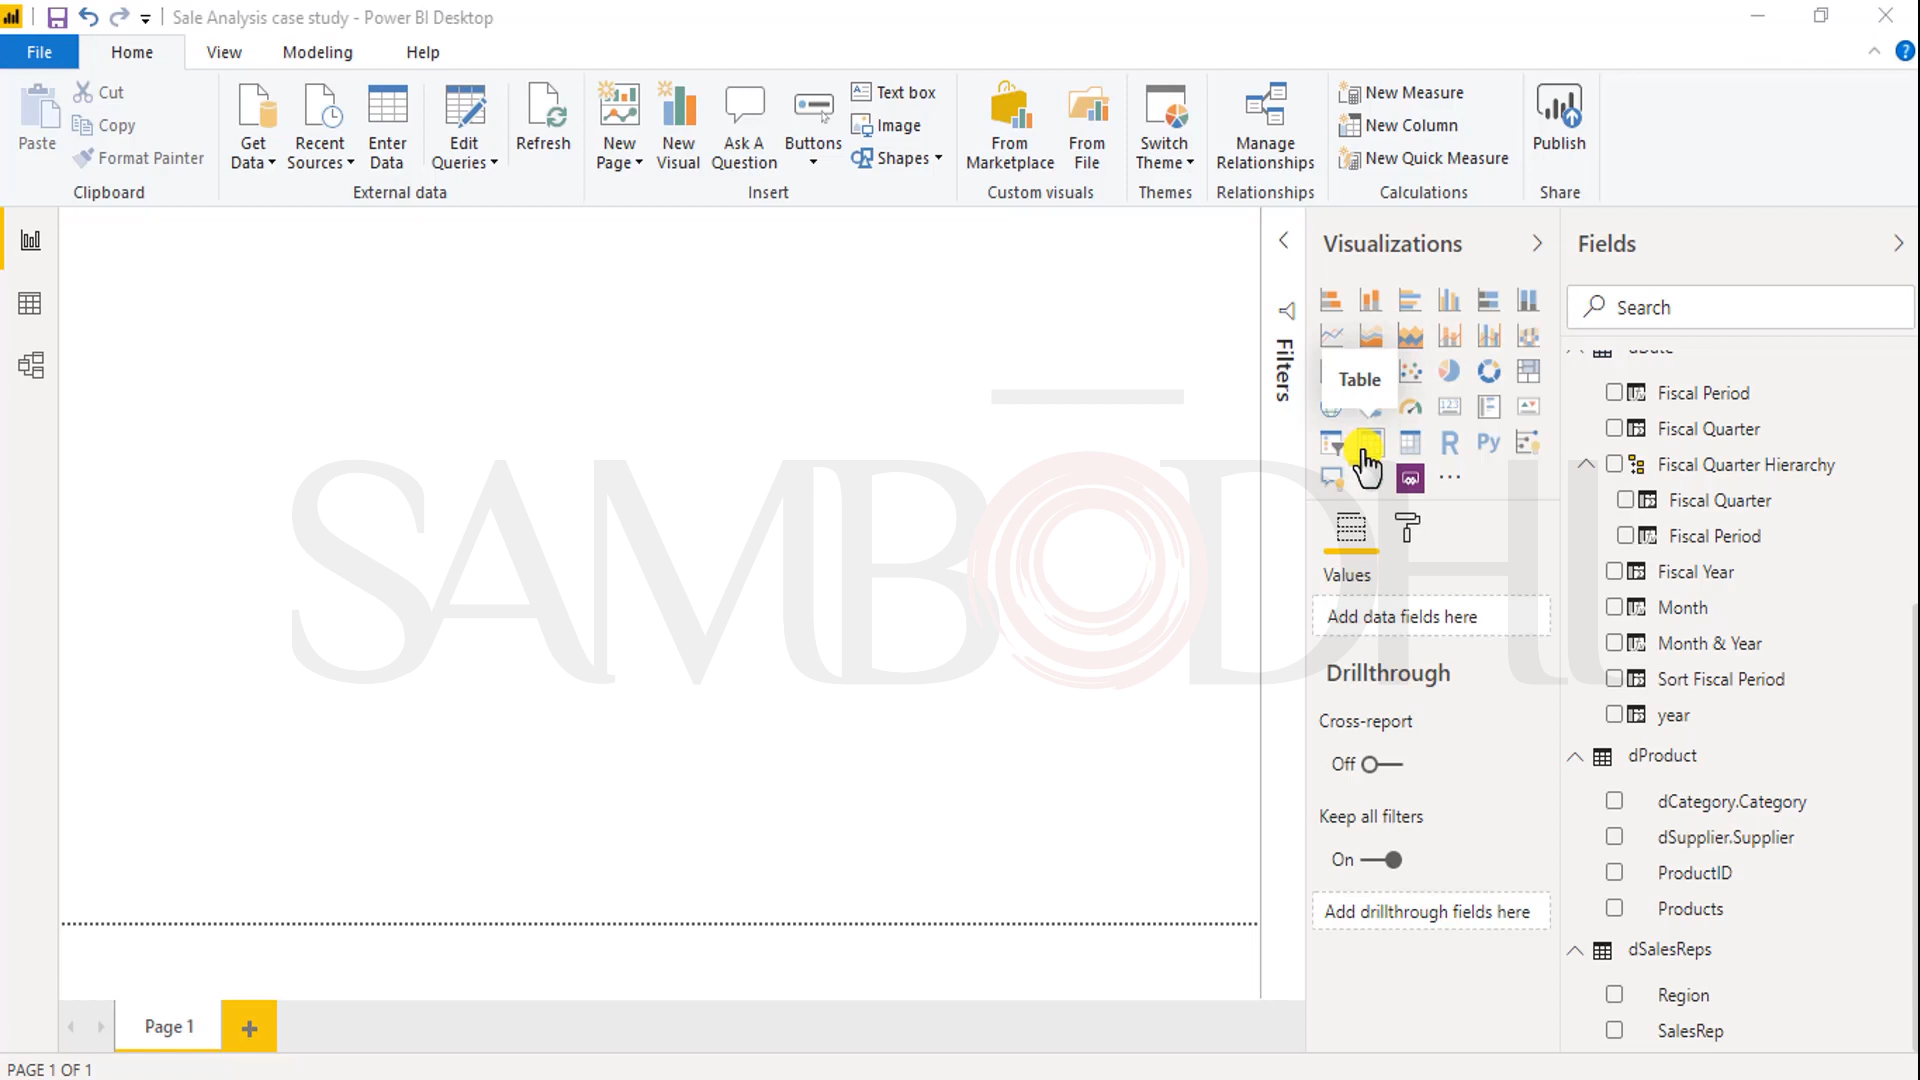 Sale Analysis case study - Power BI Desktop
File
Home
View
Modeling
Help
Paste
Cut
Copy
Format Painter
Clipboard
Get
Data
Recent
Sources
Enter
Data
Edit
Queries
Refresh
External data
New
Page
New
Visual
Ask A
Question
Buttons
Text box
Image
Shapes
Insert
From
Marketplace
From
File
Custom visuals
Switch
Theme
Themes
Manage
Relationships
Relationships
New Measure
New Column
New Quick Measure
Calculations
Publish
Share
Filters
Visualizations
Table
123
R
Py
Values
Add data fields here
Drillthrough
Cross-report
Off
Keep all filters
On
Add drillthrough fields here
Fields
Search
dDate
Fiscal Period
Fiscal Quarter
Fiscal Quarter Hierarchy
Fiscal Quarter
Fiscal Period
Fiscal Year
Month
Month & Year
Sort Fiscal Period
year
dProduct
dCategory.Category
dSupplier.Supplier
ProductID
Products
dSalesReps
Region
SalesRep
SAMBODHI
Page 1
PAGE 1 OF 1